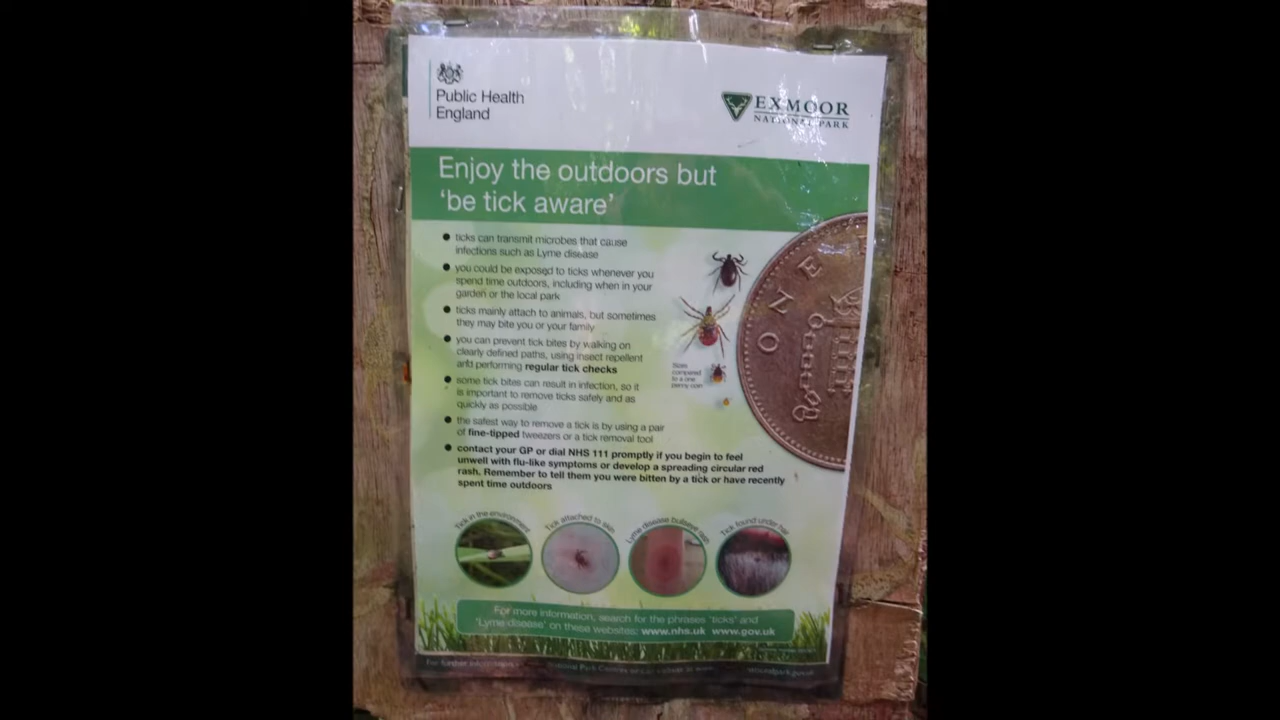 Public Health
England
EXMOOR
NATIONAL PARK
Enjoy the outdoors but
‘be tick aware’
● ticks can transmit microbes that cause
infections such as Lyme disease
● you could be exposed to ticks whenever you
spend time outdoors, including when in your
garden or the local park
● ticks mainly attach to animals, but sometimes
they may bite you or your family
● you can prevent tick bites by walking on
clearly defined paths, using insect repellent
and performing regular tick checks
● some tick bites can result in infection, so it
is important to remove ticks safely and as
quickly as possible
● the safest way to remove a tick is by using a pair
of fine-tipped tweezers or a tick removal tool
● contact your GP or dial NHS 111 promptly if you begin to feel
unwell with flu-like symptoms or develop a spreading circular red
rash. Remember to tell them you were bitten by a tick or have recently
spent time outdoors
ONE
compared
to a one
penny coin
Tick in the environment
Tick attached to skin
Lyme disease bullseye rash
Tick found under hair
For more information, search for the phrases ‘ticks’ and
‘Lyme disease’ on these websites: www.nhs.uk www.gov.uk
For further information
National Park Centres